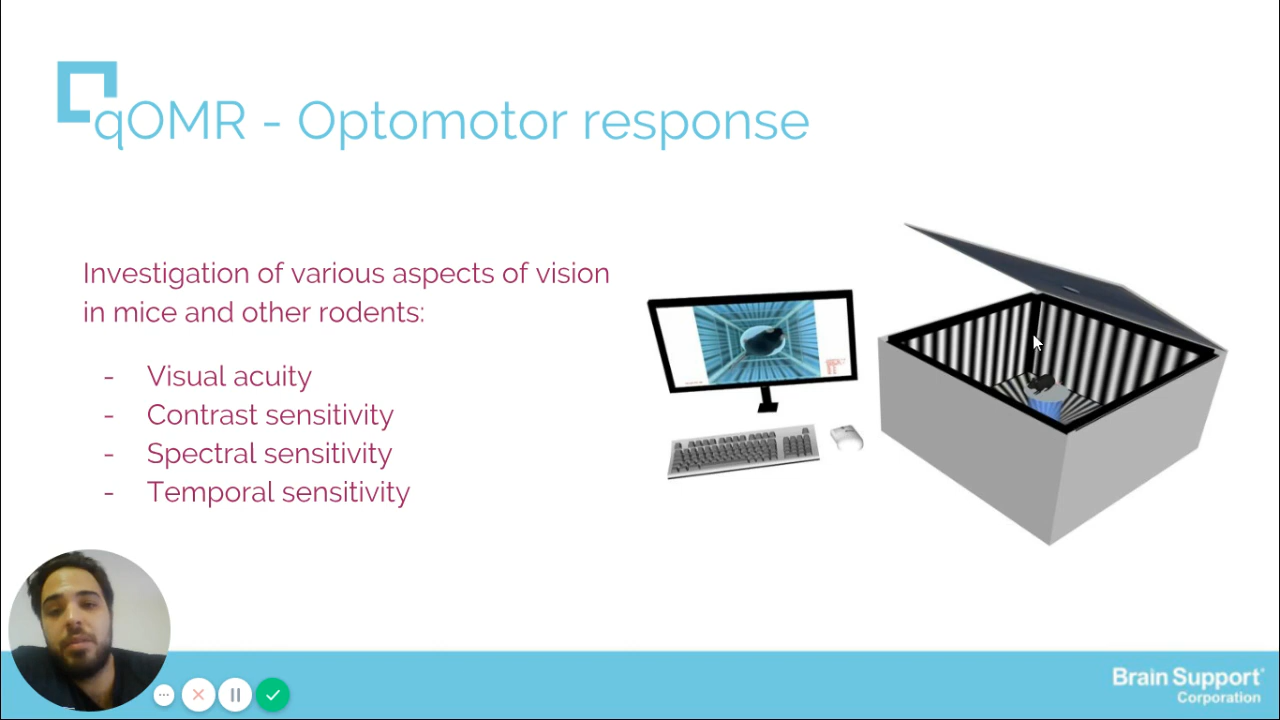 qOMR - Optomotor response
Investigation of various aspects of vision
in mice and other rodents:
- Visual acuity
- Contrast sensitivity
- Spectral sensitivity
- Temporal sensitivity
Brain Support
Corporation